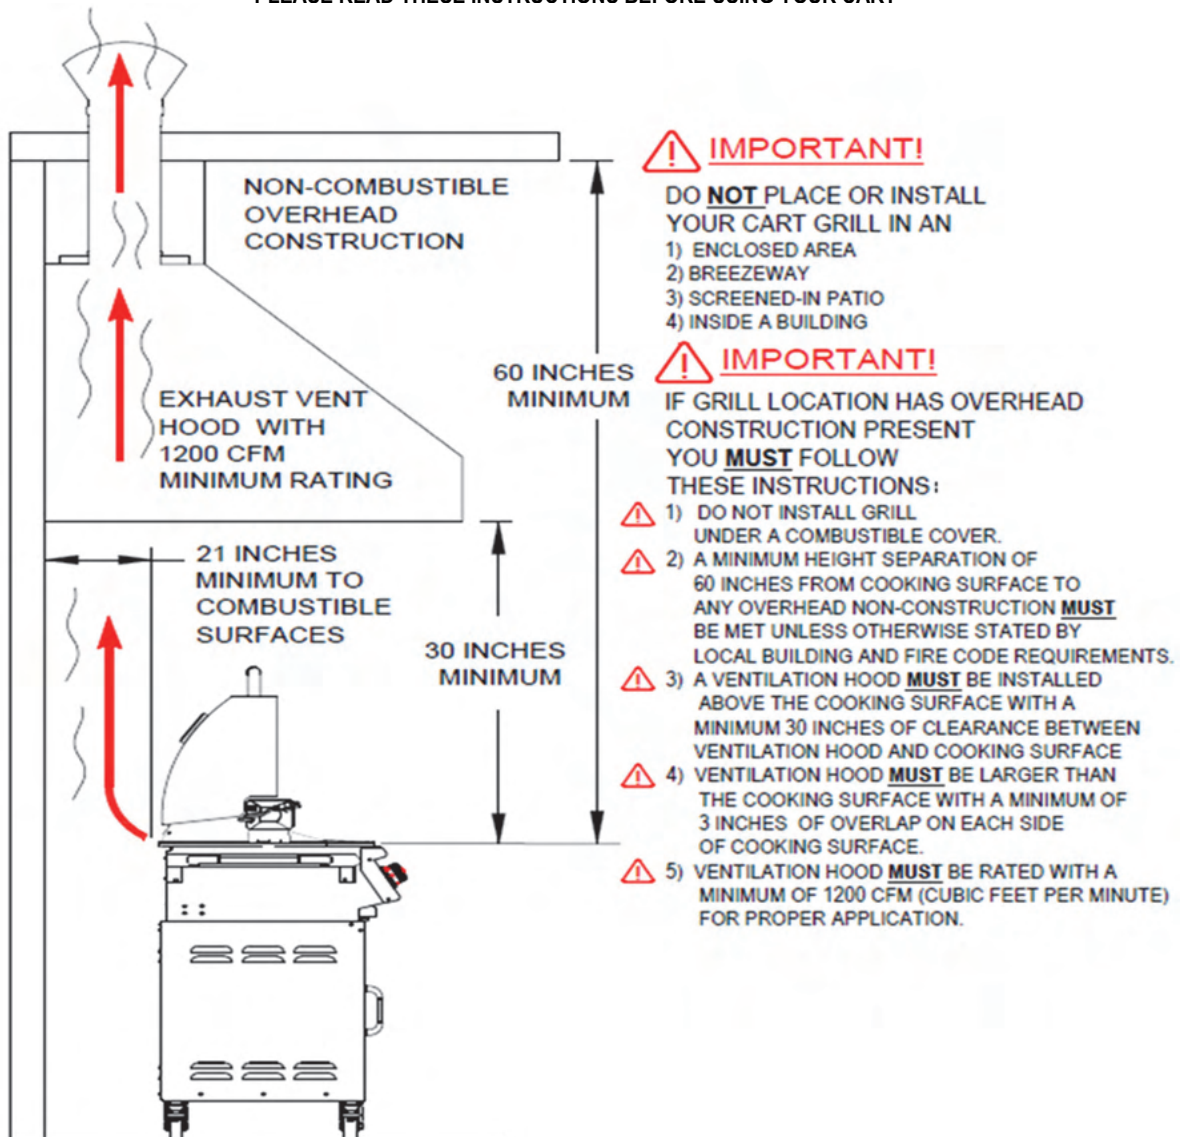 PLEASE READ THESE INSTRUCTIONS BEFORE USING YOUR CART
NON-COMBUSTIBLE
OVERHEAD
CONSTRUCTION
EXHAUST VENT
HOOD WITH
1200 CFM
MINIMUM RATING
60 INCHES
MINIMUM
21 INCHES
MINIMUM TO
COMBUSTIBLE
SURFACES
30 INCHES
MINIMUM
IMPORTANT!
DO NOT PLACE OR INSTALL
YOUR CART GRILL IN AN
1) ENCLOSED AREA
2) BREEZEWAY
3) SCREENED-IN PATIO
4) INSIDE A BUILDING
IMPORTANT!
IF GRILL LOCATION HAS OVERHEAD
CONSTRUCTION PRESENT
YOU MUST FOLLOW
THESE INSTRUCTIONS:
1) DO NOT INSTALL GRILL
UNDER A COMBUSTIBLE COVER.
2) A MINIMUM HEIGHT SEPARATION OF
60 INCHES FROM COOKING SURFACE TO
ANY OVERHEAD NON-CONSTRUCTION MUST
BE MET UNLESS OTHERWISE STATED BY
LOCAL BUILDING AND FIRE CODE REQUIREMENTS.
3) A VENTILATION HOOD MUST BE INSTALLED
ABOVE THE COOKING SURFACE WITH A
MINIMUM 30 INCHES OF CLEARANCE BETWEEN
VENTILATION HOOD AND COOKING SURFACE
4) VENTILATION HOOD MUST BE LARGER THAN
THE COOKING SURFACE WITH A MINIMUM OF
3 INCHES OF OVERLAP ON EACH SIDE
OF COOKING SURFACE.
5) VENTILATION HOOD MUST BE RATED WITH A
MINIMUM OF 1200 CFM (CUBIC FEET PER MINUTE)
FOR PROPER APPLICATION.